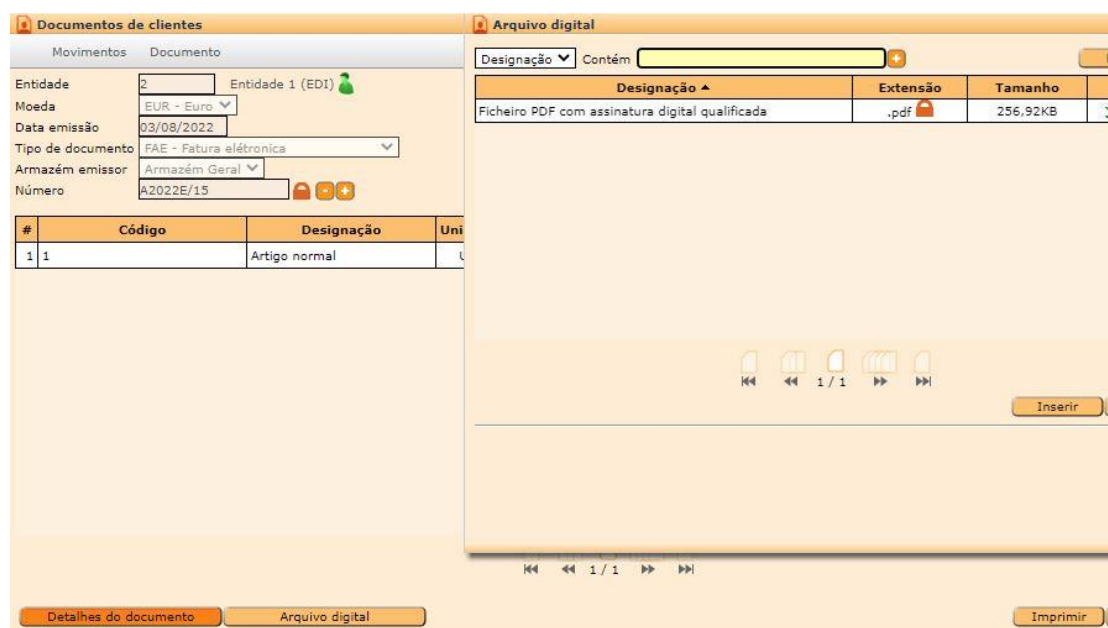 Documentos de clientes
Movimentos Documento
Entidade 2 Entidade 1 (EDI)
Moeda EUR - Euro
Data emissão 03/08/2022
Tipo de documento FAE - Fatura elétronica
Armazém emissor Armazém Geral
Número A2022E/15 - +
# Código Designação Uni
1 1 Artigo normal
Arquivo digital
Designação Contém +
Designação Extensão Tamanho
Ficheiro PDF com assinatura digital qualificada .pdf 256,92KB
1 / 1
Inserir
1 / 1
Detalhes do documento Arquivo digital Imprimir